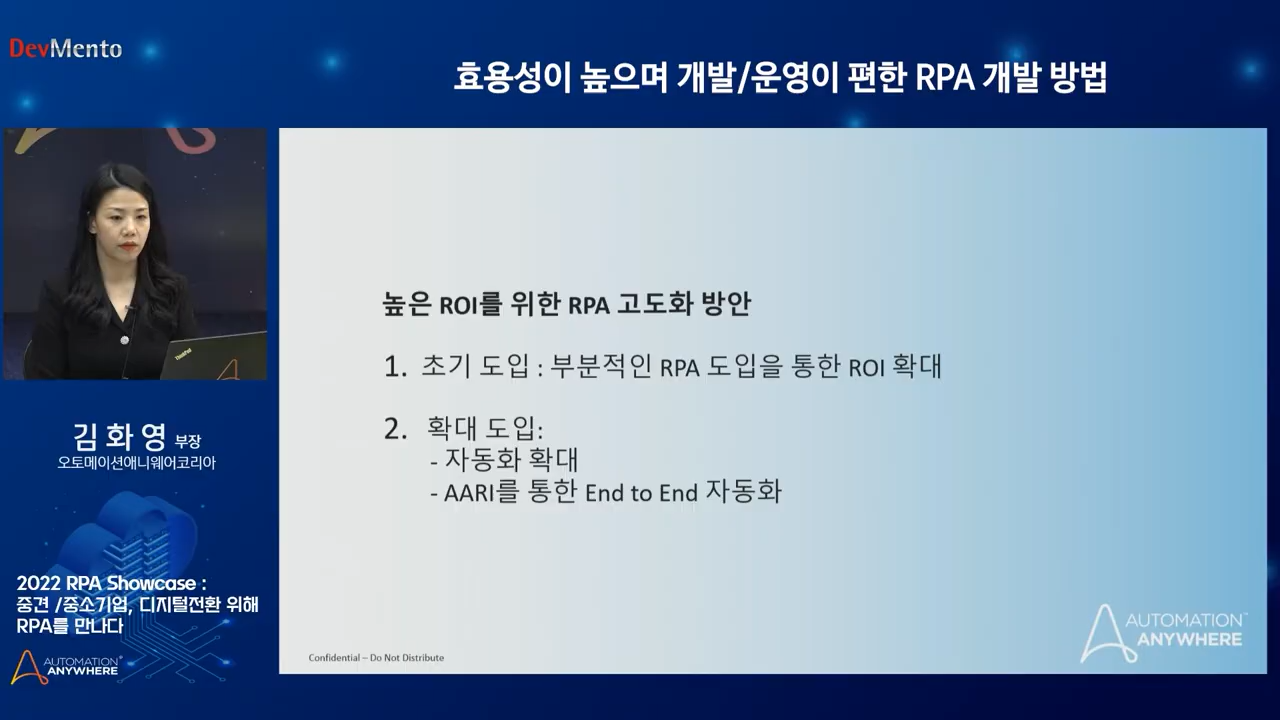 DevMento
효용성이 높으며 개발/운영이 편한 RPA 개발 방법
ThinkPad
높은 ROI를 위한 RPA 고도화 방안
1. 초기 도입 : 부분적인 RPA 도입을 통한 ROI 확대
2. 확대 도입:
- 자동화 확대
- AARI를 통한 End to End 자동화
김화영 부장
오토메이션애니웨어코리아
2022 RPA Showcase :
중견 /중소기업, 디지털전환 위해
RPA를 만나다
AUTOMATION
ANYWHERE
Confidential – Do Not Distribute
AUTOMATION™
ANYWHERE